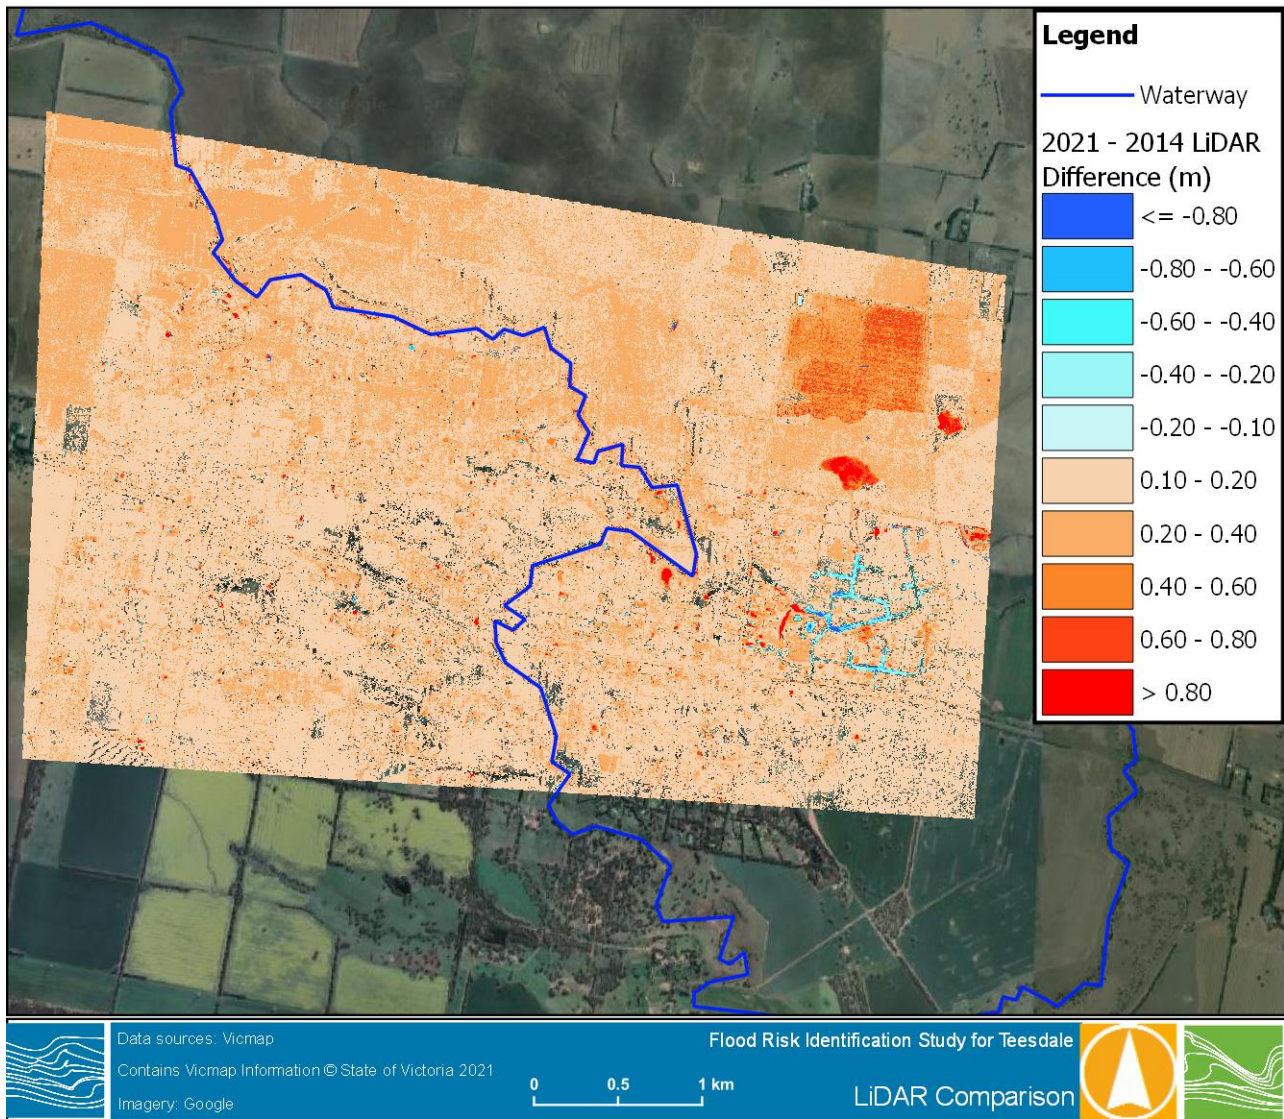 Legend
Waterway
2021 - 2014 LiDAR
Difference (m)
<= -0.80
-0.80 - -0.60
-0.60 - -0.40
-0.40 - -0.20
-0.20 - -0.10
0.10 - 0.20
0.20 - 0.40
0.40 - 0.60
0.60 - 0.80
> 0.80
Data sources: Vicmap
Contains Vicmap Information © State of Victoria 2021
Imagery: Google
0 0.5 1 km
Flood Risk Identification Study for Teesdale
LiDAR Comparison